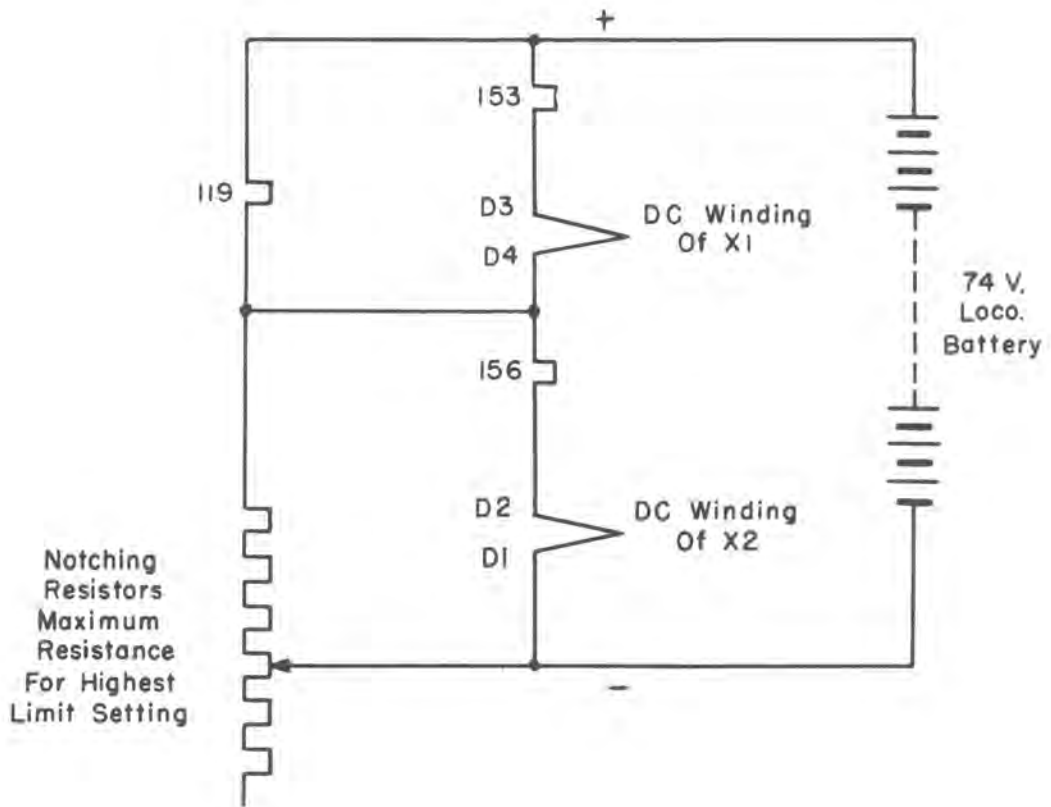 +
153
119
D3
D4
DC Winding
Of X1
74 V.
Loco.
Battery
156
D2
D1
DC Winding
Of X2
Notching
Resistors
Maximum
Resistance
For Highest
Limit Setting
-